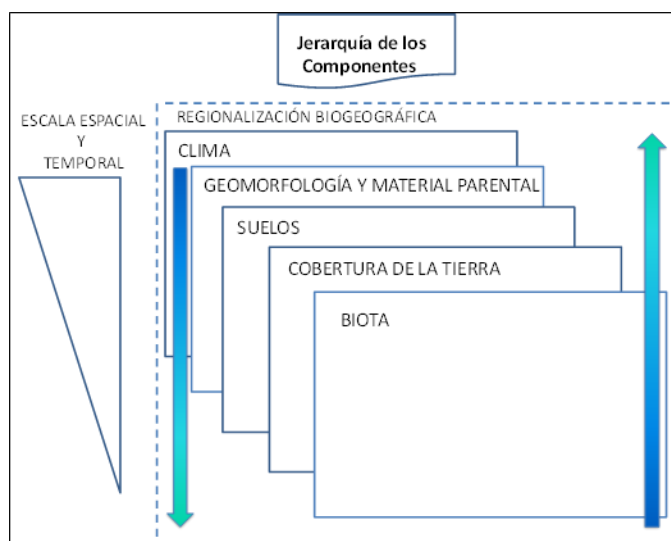 Jerarquía de los
Componentes
ESCALA ESPACIAL
Y
TEMPORAL
REGIONALIZACIÓN BIOGEOGRÁFICA
CLIMA
GEOMORFOLOGÍA Y MATERIAL PARENTAL
SUELOS
COBERTURA DE LA TIERRA
BIOTA